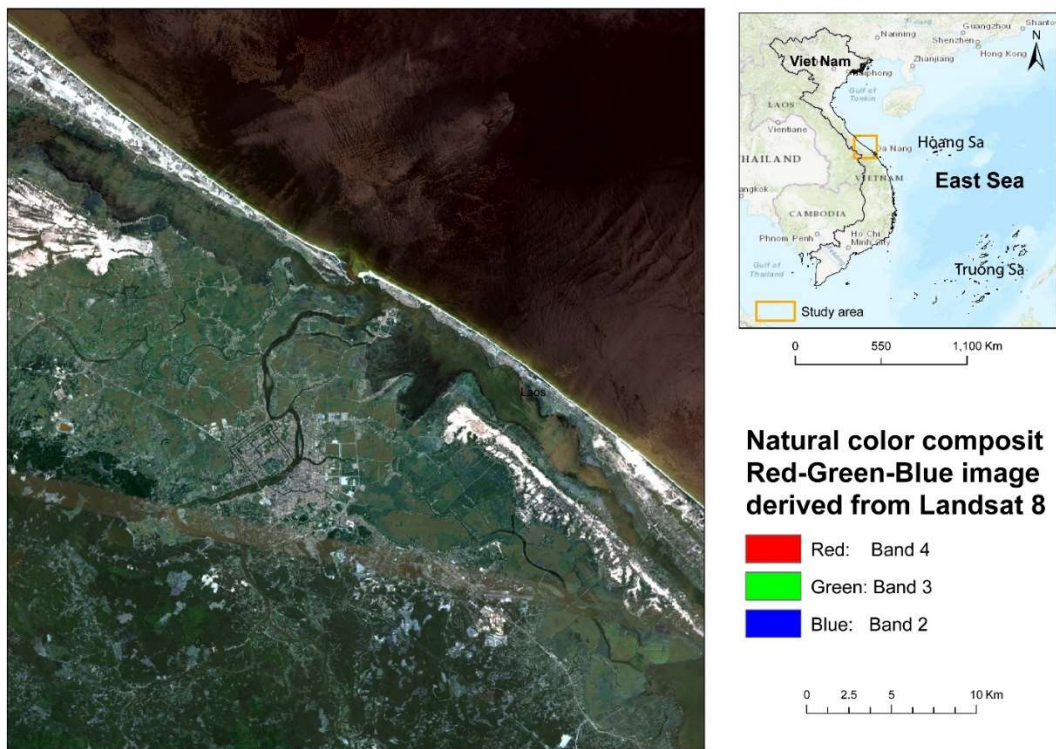 Laos
Guangzhou
Shantou
Nanning
Shenzhen
Hong Kong
N
Viet Nam
Haiphong
Zhanjiang
Gulf of
Tonkin
LAOS
Vientiane
Da Nang
Hoang Sa
THAILAND
VIETNAM
East Sea
angkok
CAMBODIA
Phnom Penh
Ho Chi
Minh City
Gulf of
Thailand
Truong Sa
Study area
0 550 1,100 Km
Natural color composit
Red-Green-Blue image
derived from Landsat 8
Red: Band 4
Green: Band 3
Blue: Band 2
0 2.5 5 10 Km